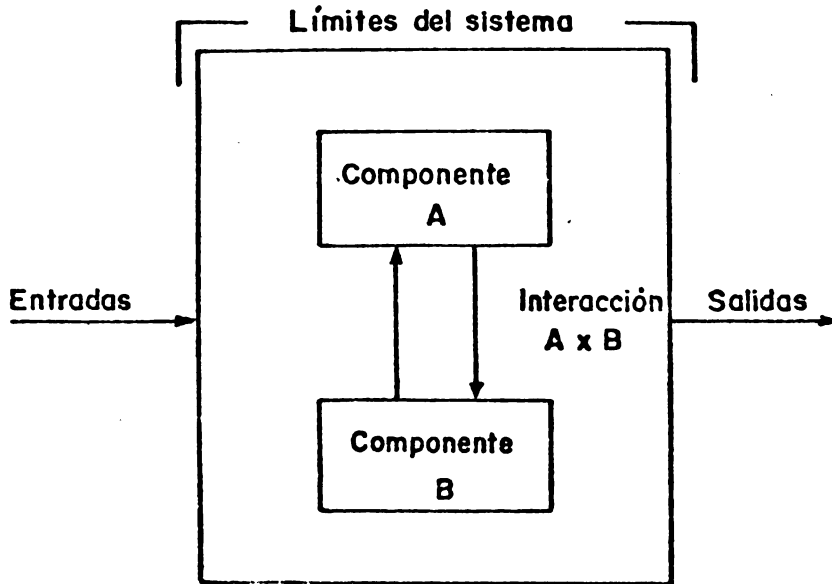 Límites del sistema
Componente
A
Entradas
Interacción
A x B
Salidas
Componente
B